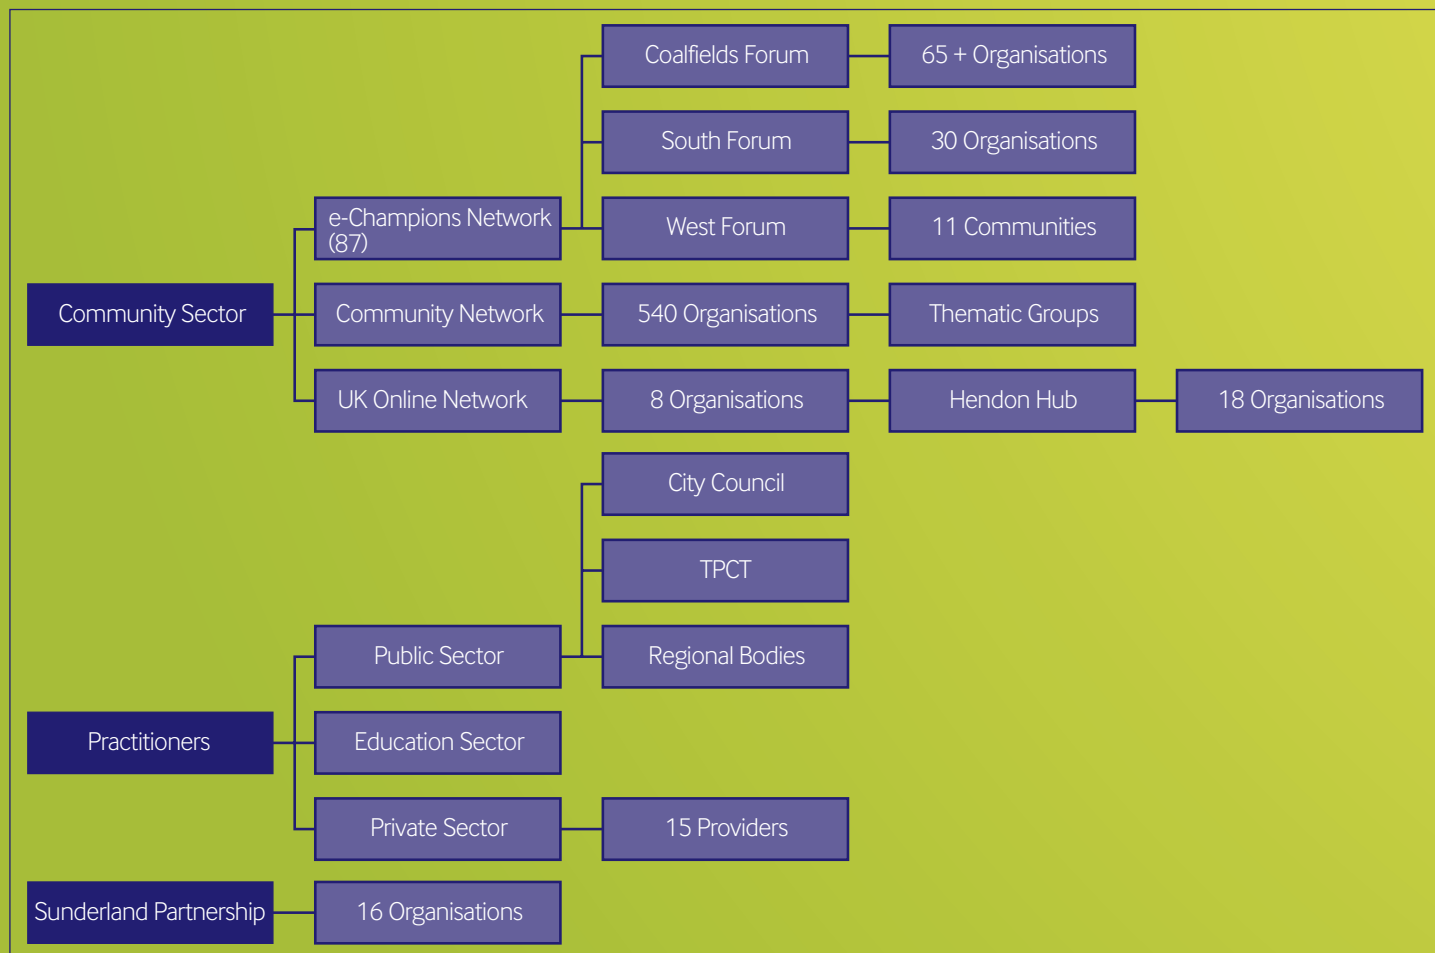 Coalfields Forum
65 + Organisations
South Forum
30 Organisations
e-Champions Network
(87)
West Forum
11 Communities
Community Sector
Community Network
540 Organisations
Thematic Groups
UK Online Network
8 Organisations
Hendon Hub
18 Organisations
City Council
TPCT
Public Sector
Regional Bodies
Practitioners
Education Sector
Private Sector
15 Providers
Sunderland Partnership
16 Organisations